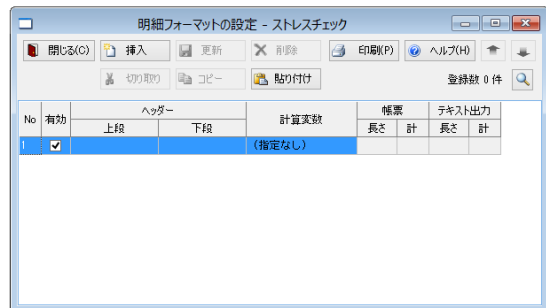 明細フォーマットの設定 - ストレスチェック
閉じる(C) 挿入 更新 削除 印刷(P) ヘルプ(H)
切り取り コピー 貼り付け 登録数 0 件
No 有効 ヘッダー 計算変数 帳票 テキスト出力
上段 下段 長さ 計 長さ 計
1 (指定なし)